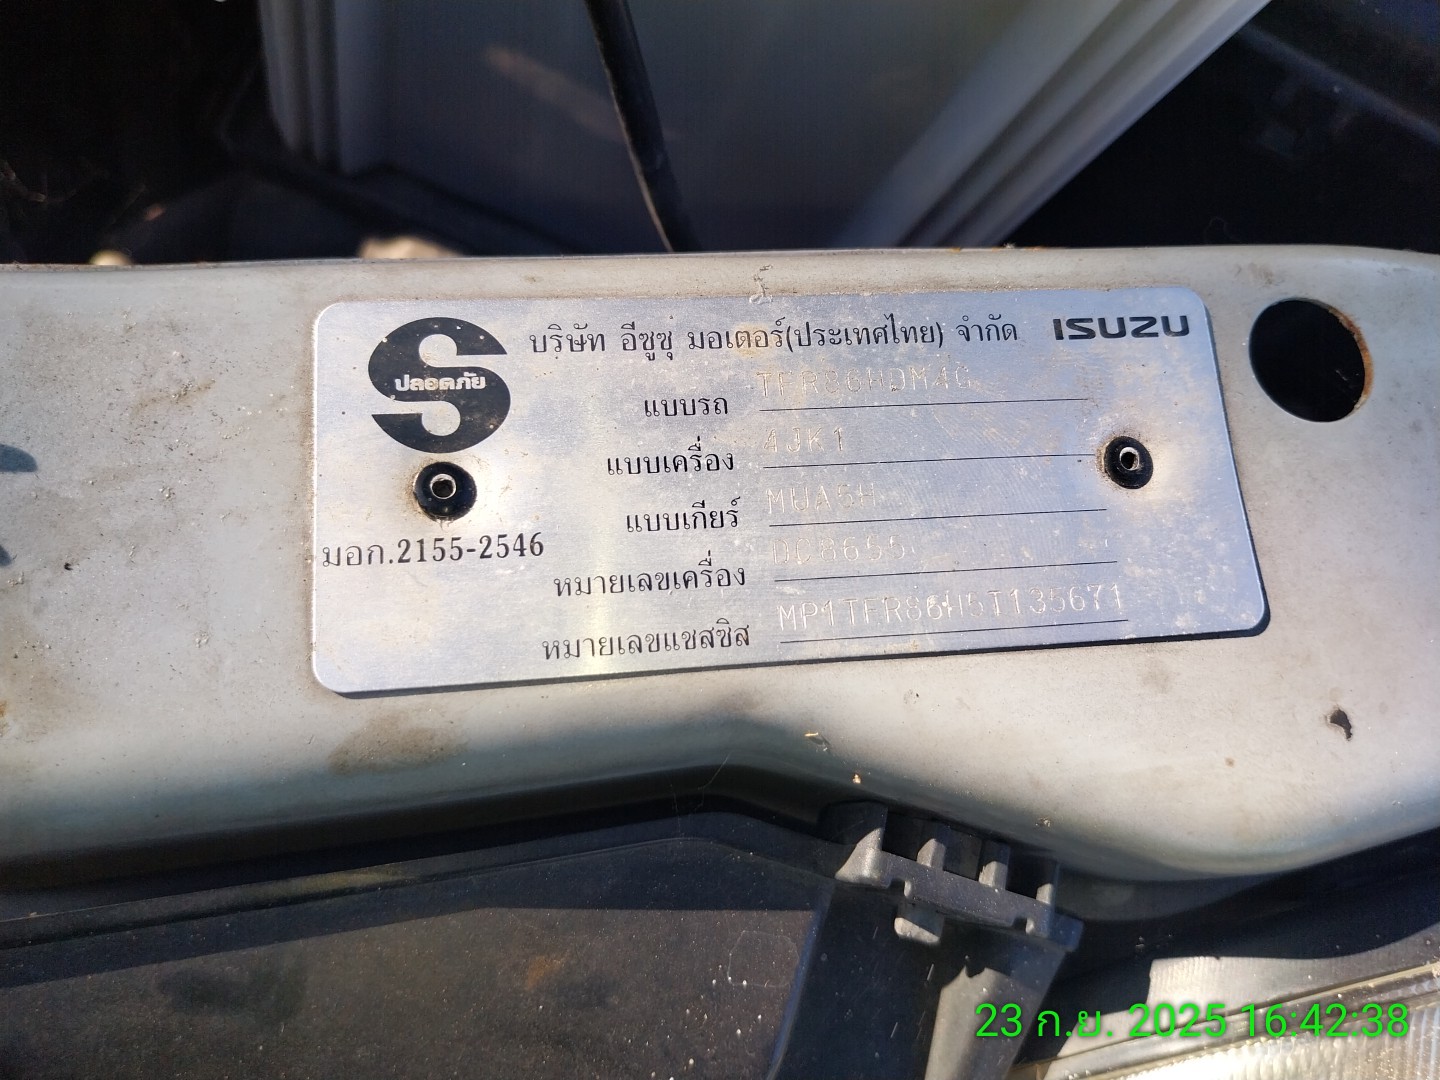 บริษัท อีซูซุ มอเตอร์(ประเทศไทย) จำกัด ISUZU
ปลอดภัย
แบบรถ TFR86HDM4G
แบบเครื่อง 4JK1
แบบเกียร์ MUA5H
มอก.2155-2546
หมายเลขเครื่อง
หมายเลขแชสซิส MP1TFR86H5T135671
23 ก.ย. 2025 16:42:38